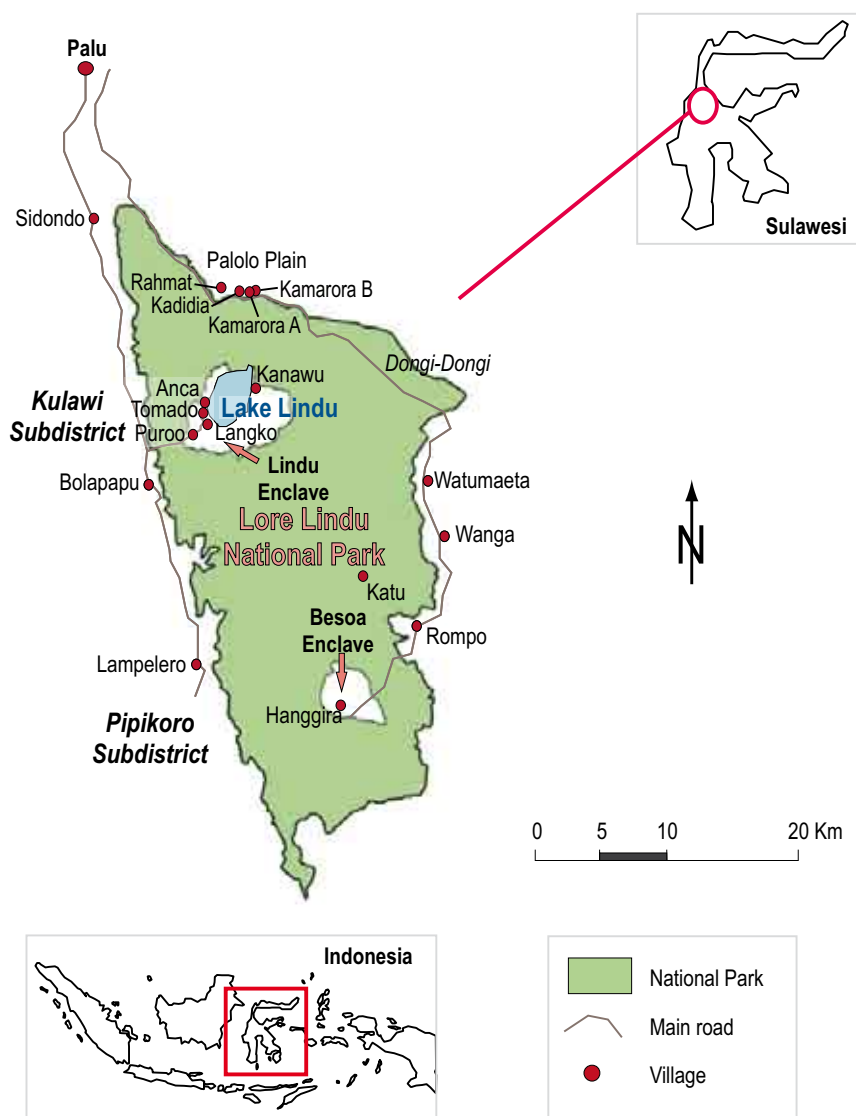 Palu
Sulawesi
Sidondo
Palolo Plain
Rahmat
Kadidia
Kamarora B
Kamarora A
Dongi-Dongi
Kanawu
Anca
Tomado
Lake Lindu
Kulawi
Subdistrict
Puroo
Langko
Lindu
Enclave
Bolapapu
Watumaeta
Lore Lindu
National Park
Wanga
N
Katu
Besoa
Enclave
Rompo
Lampelero
Hanggira
Pipikoro
Subdistrict
0 5 10 20 Km
Indonesia
National Park
Main road
Village